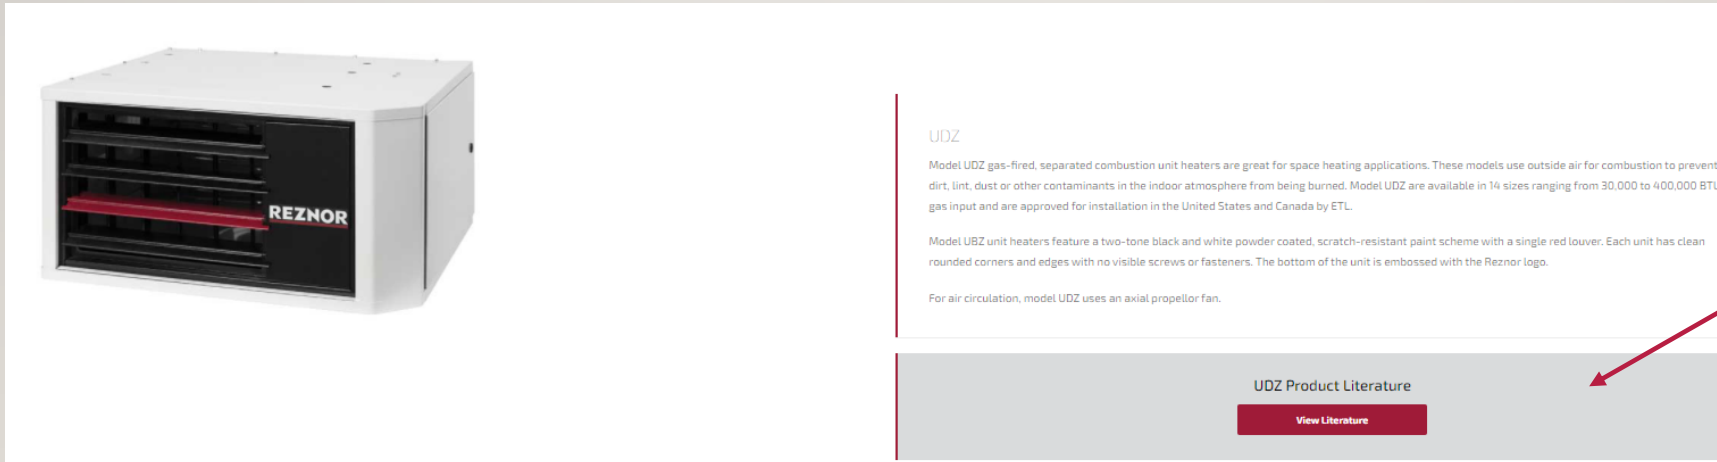 REZNOR
UDZ
Model UDZ gas-fired, separated combustion unit heaters are great for space heating applications. These models use outside air for combustion to prevent
dirt, lint, dust or other contaminants in the indoor atmosphere from being burned. Model UDZ are available in 14 sizes ranging from 30,000 to 400,000 BTU
gas input and are approved for installation in the United States and Canada by ETL.
Model UBZ unit heaters feature a two-tone black and white powder coated, scratch-resistant paint scheme with a single red louver. Each unit has clean
rounded corners and edges with no visible screws or fasteners. The bottom of the unit is embossed with the Reznor logo.
For air circulation, model UDZ uses an axial propellor fan.
UDZ Product Literature
View Literature